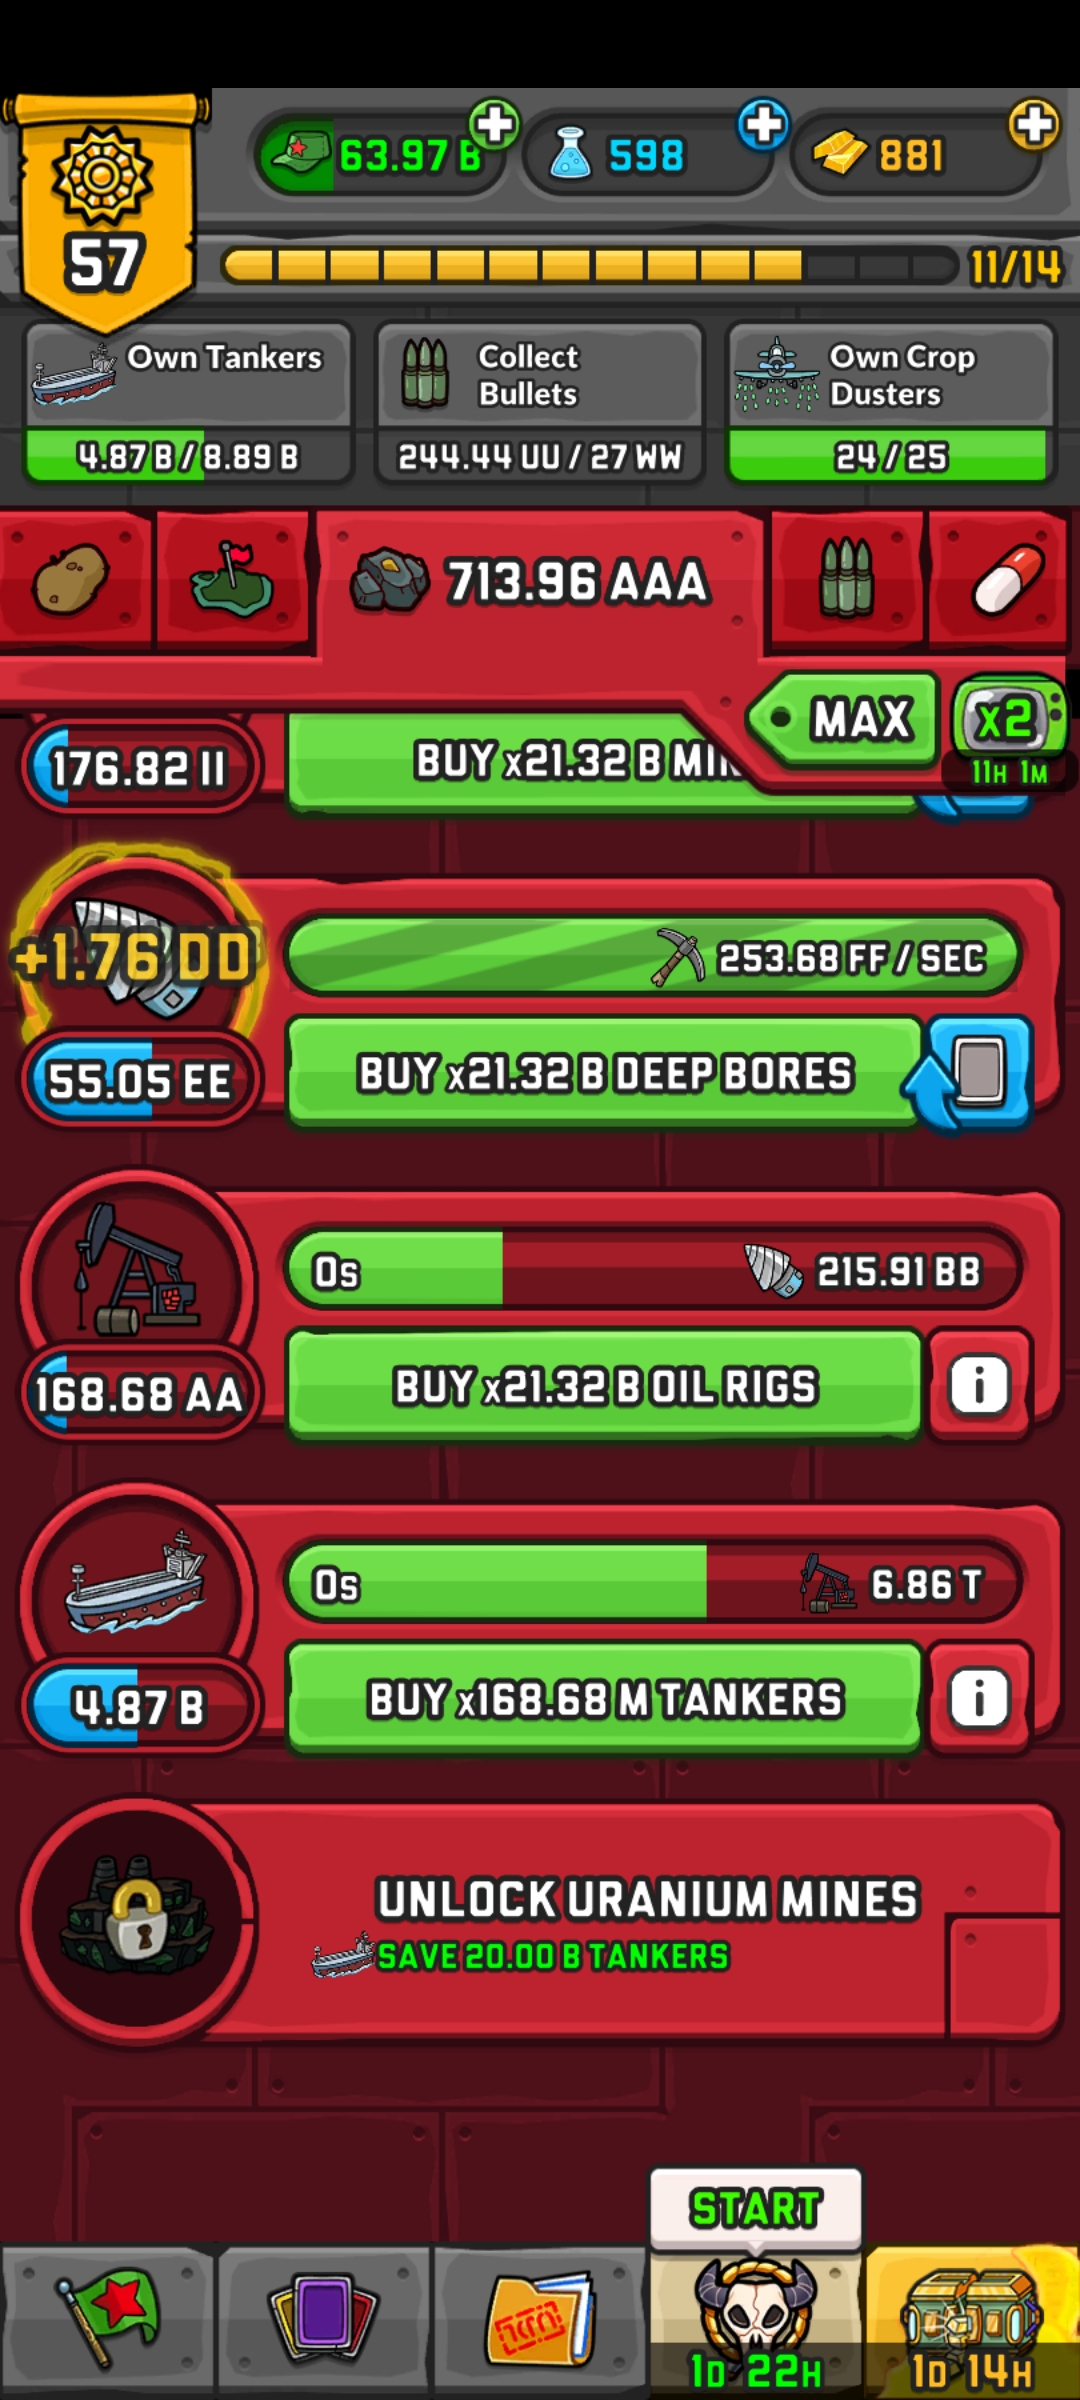 63.97 B
598
881
57
11/14
Own Tankers
4.87 B / 8.89 B
Collect
Bullets
244.44 UU / 27 WW
Own Crop
Dusters
24 / 25
713.96 AAA
MAX
x2
11H 1M
176.82 II
BUY x21.32 B
+1.76 DD
253.68 FF / SEC
55.05 EE
BUY x21.32 B DEEP BORES
0s
215.91 BB
168.68 AA
BUY x21.32 B OIL RIGS
i
0s
6.86 T
4.87 B
BUY x168.68 M TANKERS
i
UNLOCK URANIUM MINES
SAVE 20.00 B TANKERS
START
1D 22H
1D 14H